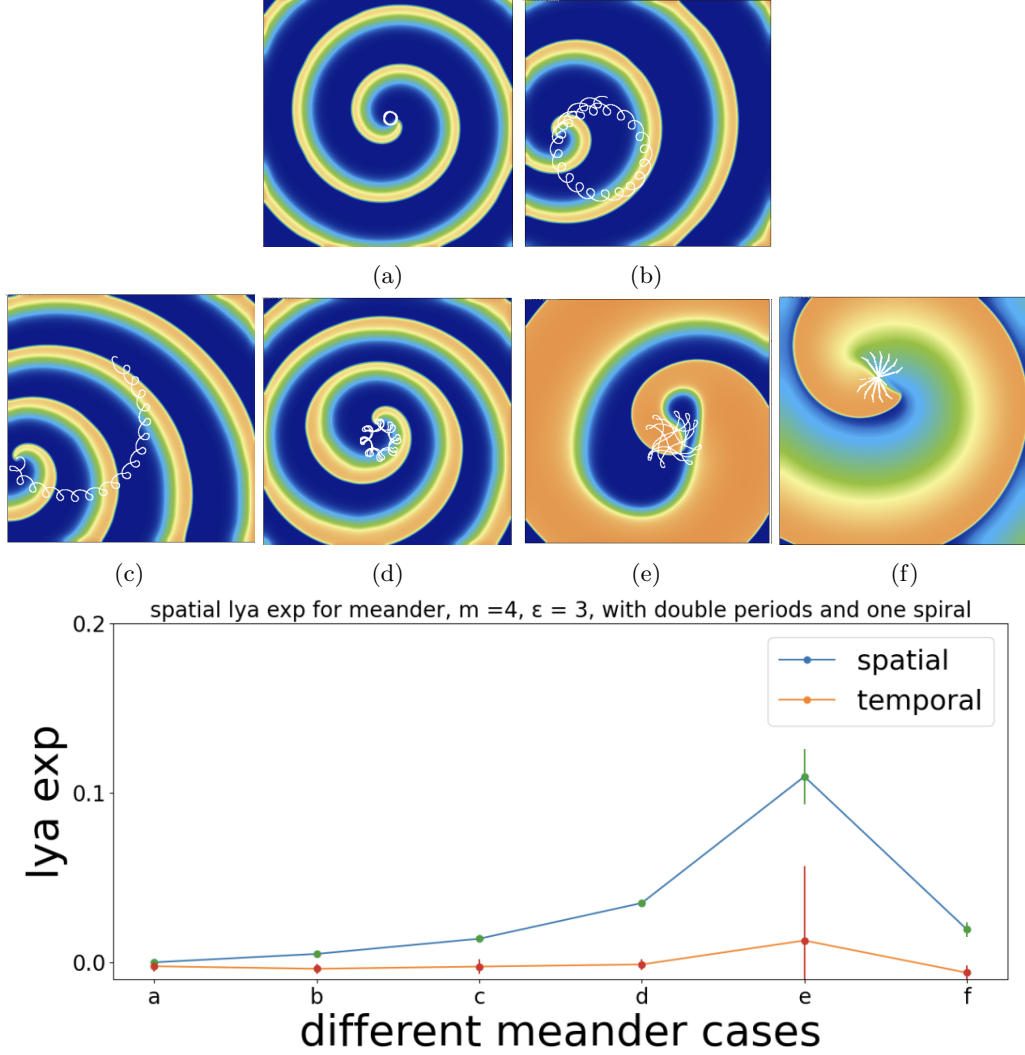 (a) (b)
(c) (d) (e) (f)
spatial lya exp for meander, m =4, ε = 3, with double periods and one spiral
0.2
spatial
temporal
0.1
0.0
lya exp
a b c d e f
different meander cases